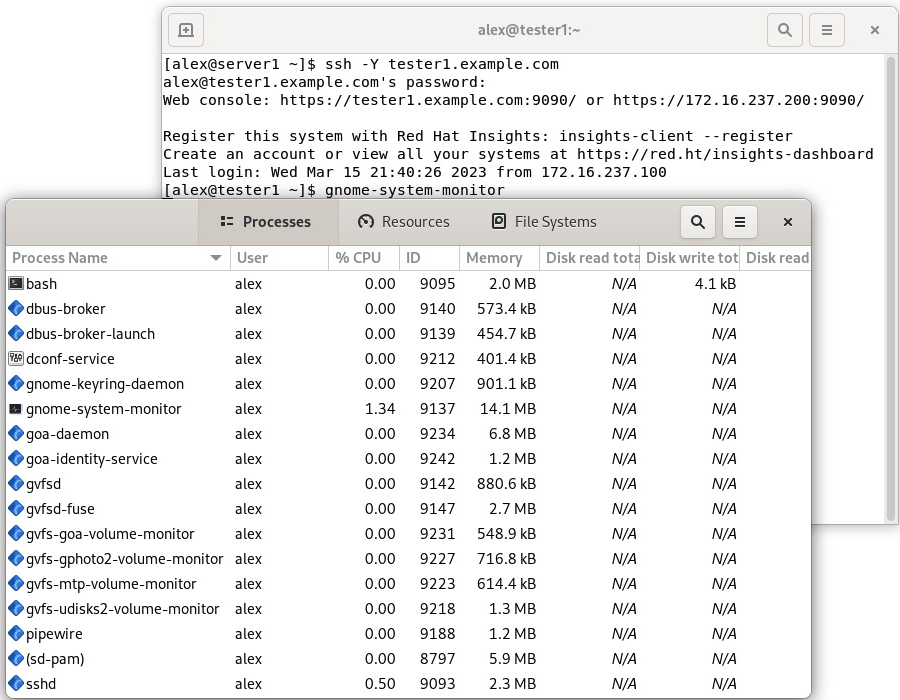 alex@tester1:~
[alex@server1 ~]$ ssh -Y tester1.example.com
alex@tester1.example.com's password:
Web console: https://tester1.example.com:9090/ or https://172.16.237.200:9090/
Register this system with Red Hat Insights: insights-client --register
Create an account or view all your systems at https://red.ht/insights-dashboard
Last login: Wed Mar 15 21:40:26 2023 from 172.16.237.100
[alex@tester1 ~]$ gnome-system-monitor
Processes Resources File Systems
Process Name User % CPU ID Memory Disk read tota Disk write tot Disk read
bash alex 0.00 9095 2.0 MB N/A 4.1 kB
dbus-broker alex 0.00 9140 573.4 kB N/A N/A
dbus-broker-launch alex 0.00 9139 454.7 kB N/A N/A
dconf-service alex 0.00 9212 401.4 kB N/A N/A
gnome-keyring-daemon alex 0.00 9207 901.1 kB N/A N/A
gnome-system-monitor alex 1.34 9137 14.1 MB N/A N/A
goa-daemon alex 0.00 9234 6.8 MB N/A N/A
goa-identity-service alex 0.00 9242 1.2 MB N/A N/A
gvfsd alex 0.00 9142 880.6 kB N/A N/A
gvfsd-fuse alex 0.00 9147 2.7 MB N/A N/A
gvfs-goa-volume-monitor alex 0.00 9231 548.9 kB N/A N/A
gvfs-gphoto2-volume-monitor alex 0.00 9227 716.8 kB N/A N/A
gvfs-mtp-volume-monitor alex 0.00 9223 614.4 kB N/A N/A
gvfs-udisks2-volume-monitor alex 0.00 9218 1.3 MB N/A N/A
pipewire alex 0.00 9188 1.2 MB N/A N/A
(sd-pam) alex 0.00 8797 5.9 MB N/A N/A
sshd alex 0.50 9093 2.3 MB N/A N/A